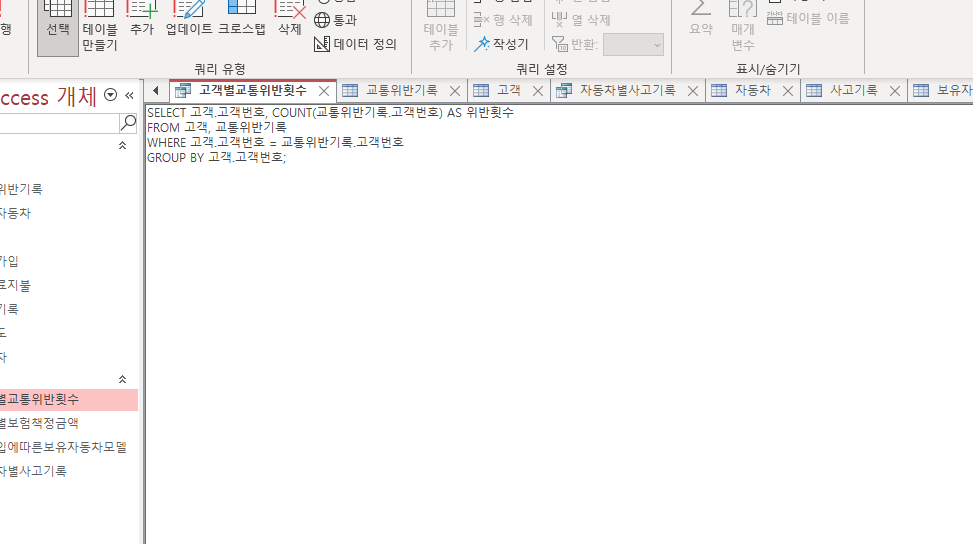 행
선택
테이블
만들기
추가
업데이트
크로스탭
삭제
통과
데이터 정의
쿼리 유형
테이블
추가
행 삭제
작성기
열 삭제
반환:
쿼리 설정
요약
매개
변수
테이블 이름
표시/숨기기
ccess 개체
고객별교통위반횟수
교통위반기록
고객
자동차별사고기록
자동차
사고기록
보유자
SELECT 고객.고객번호, COUNT(교통위반기록.고객번호) AS 위반횟수
FROM 고객, 교통위반기록
WHERE 고객.고객번호 = 교통위반기록.고객번호
GROUP BY 고객.고객번호;
위반기록
자동차
가입
료지불
기록
도
차
별교통위반횟수
별보험책정금액
입에따른보유자동차모델
차별사고기록